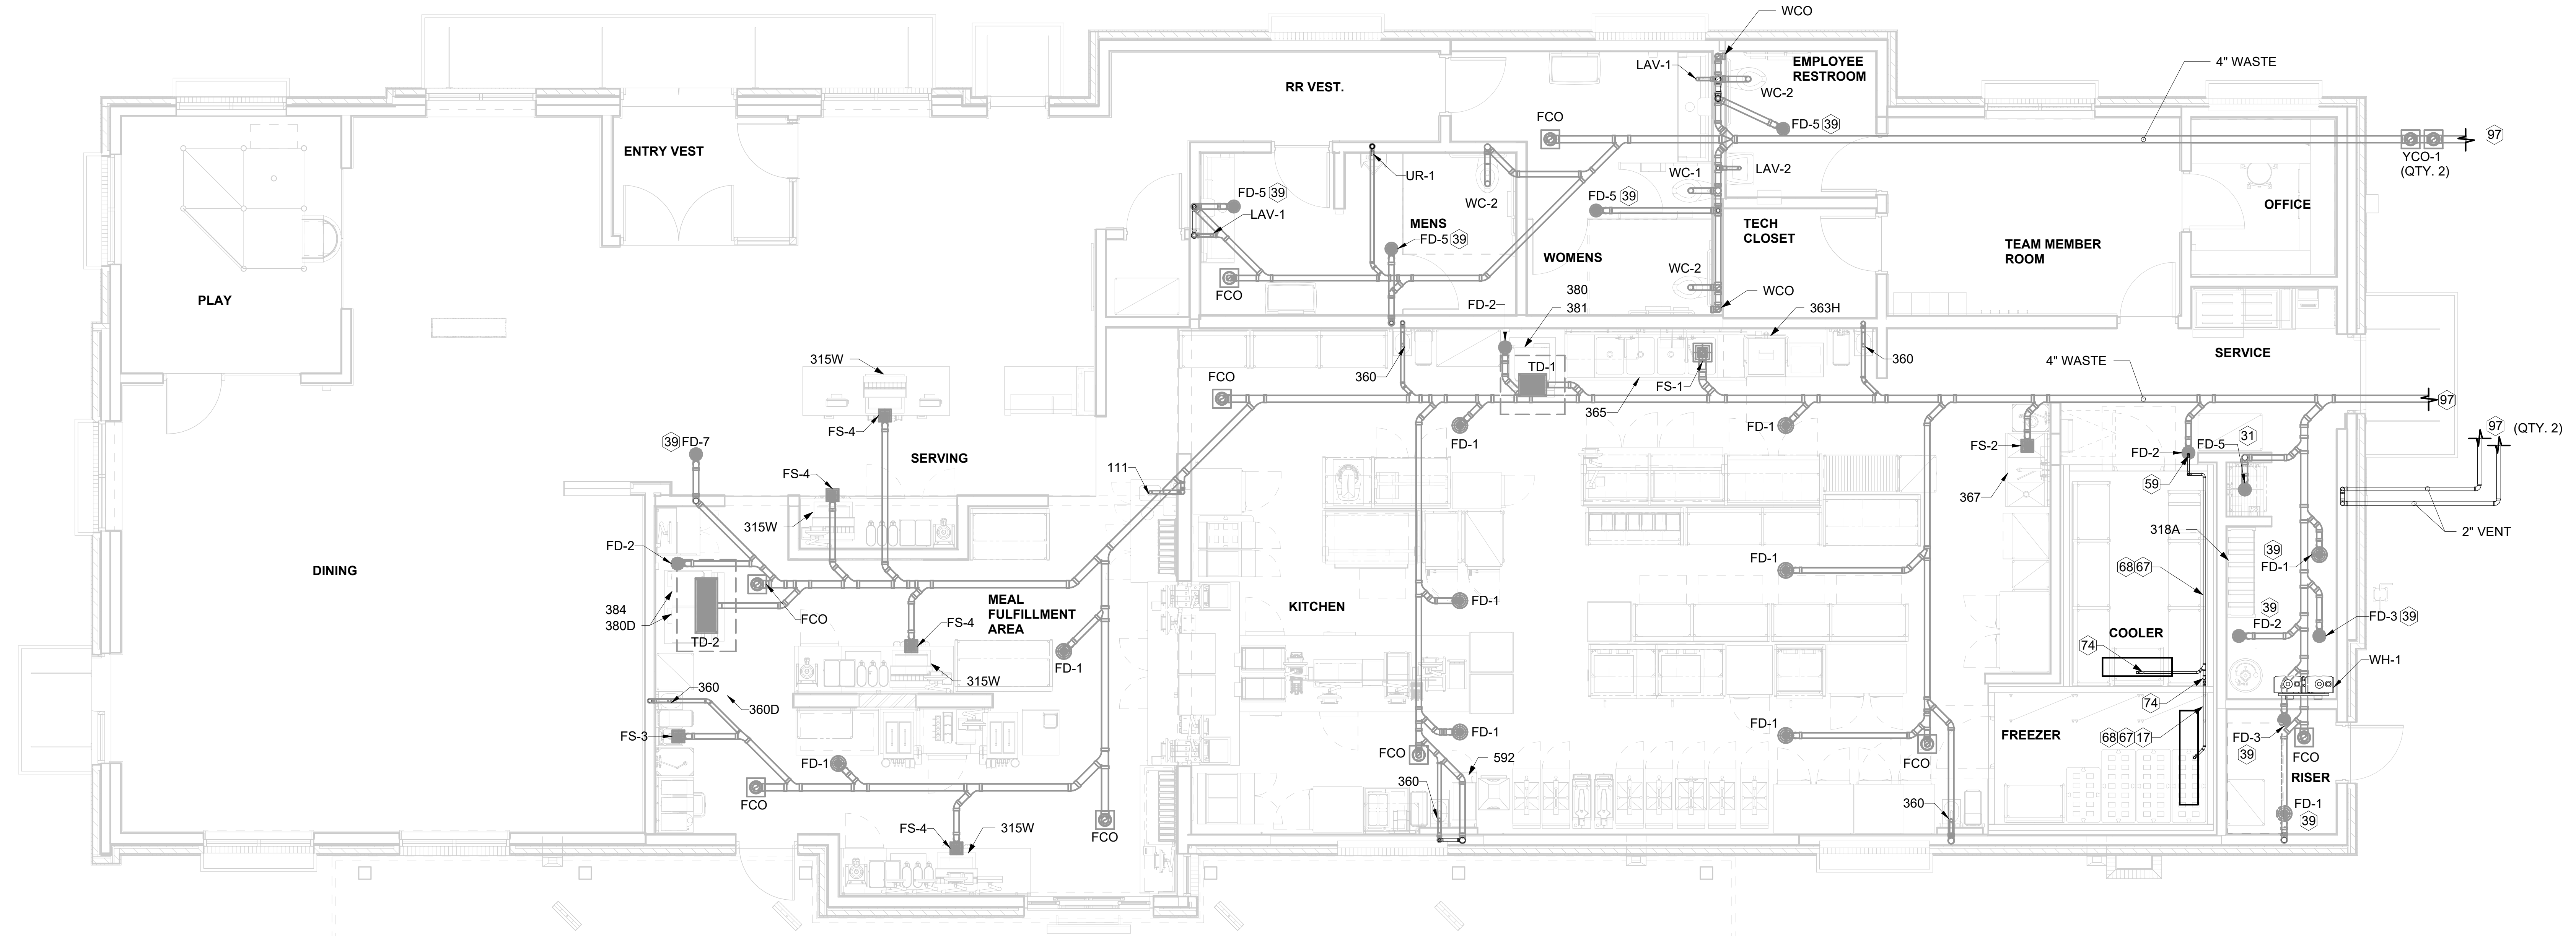 WCO
EMPLOYEE
RESTROOM
4" WASTE
LAV-1
RR VEST.
WC-2
FCO
FD-5 39
97
ENTRY VEST
YCO-1
(QTY. 2)
UR-1
WC-1
LAV-2
FD-5 39
FD-5 39
WC-2
OFFICE
LAV-1
MENS
TECH
CLOSET
FD-5 39
TEAM MEMBER
ROOM
WOMENS
WC-2
PLAY
FCO
380
WCO
FD-2
381
363H
SERVICE
315W
4" WASTE
TD-1
360
360
FCO
FS-1
365
97
FS-4
97 (QTY. 2)
39 FD-7
FD-1
FD-1
FS-2
FD-5 31
FD-2
SERVING
111
FS-4
59
367
315W
318A
2" VENT
FD-2
39
FD-1
FD-1
68 67
DINING
384
380D
FCO
MEAL
FULFILLMENT
AREA
FS-4
KITCHEN
FD-1
39
FD-2
FD-3 39
TD-2
COOLER
74
FD-1
WH-1
315W
360
74
360D
FS-3
FD-1
FD-1
FREEZER
68 67 17
FD-3
39
FCO
FCO
FCO
592
FD-1
RISER
360
FCO
360
FD-1
39
FCO
FS-4
315W